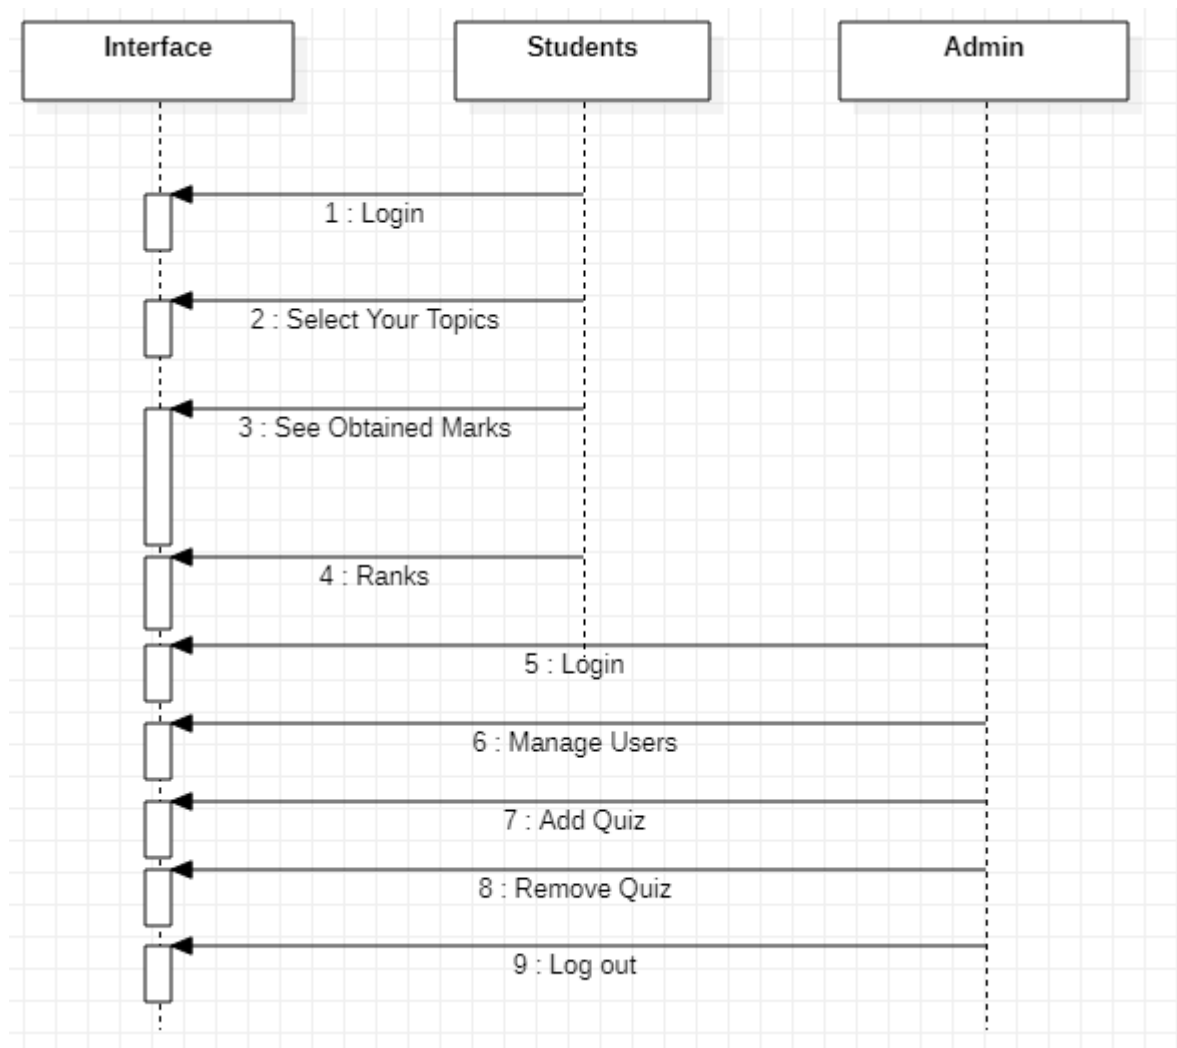 Interface
Students
Admin
1 : Login
2 : Select Your Topics
3 : See Obtained Marks
4 : Ranks
5 : Login
6 : Manage Users
7 : Add Quiz
8 : Remove Quiz
9 : Log out